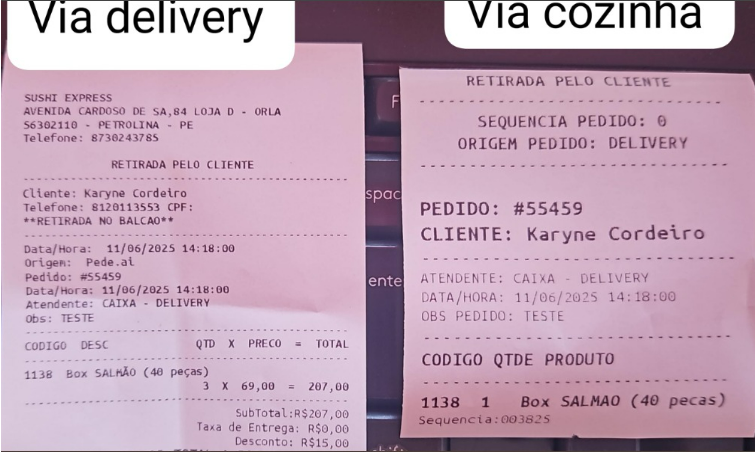 Via delivery
SUSHI EXPRESS
AVENIDA CARDOSO DE SA,84 LOJA D - ORLA
56302110 - PETROLINA - PE
Telefone: 8730243785
RETIRADA PELO CLIENTE
Cliente: Karyne Cordeiro
Telefone: 8120113553 CPF:
**RETIRADA NO BALCAO**
Data/Hora: 11/06/2025 14:18:00
Origem: Pede.ai
Pedido: #55459
Data/Hora: 11/06/2025 14:18:00
Atendente: CAIXA - DELIVERY
Obs: TESTE
CODIGO DESC QTD X PRECO = TOTAL
1138 Box SALMÃO (40 peças)
3 X 69,00 = 207,00
SubTotal:R$207,00
Taxa de Entrega: R$0,00
Desconto: R$15,00
Via cozinha
RETIRADA PELO CLIENTE
SEQUENCIA PEDIDO: 0
ORIGEM PEDIDO: DELIVERY
PEDIDO: #55459
CLIENTE: Karyne Cordeiro
ATENDENTE: CAIXA - DELIVERY
DATA/HORA: 11/06/2025 14:18:00
OBS PEDIDO: TESTE
CODIGO QTDE PRODUTO
1138 1 Box SALMAO (40 pecas)
Sequencia:003825
F
spac
ente